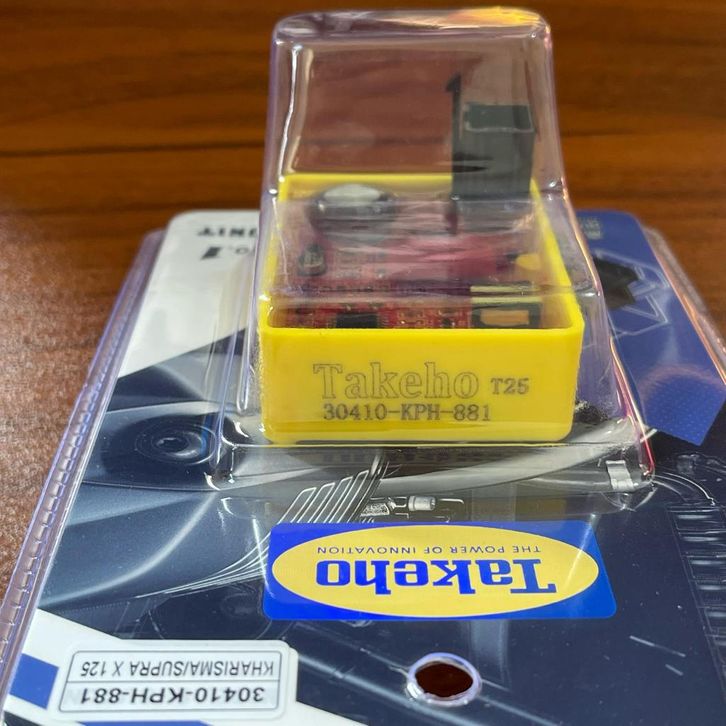 Takeho T25
30410-KPH-881
Takeho
THE POWER OF INNOVATION
30410-KPH-881
KHARISMA/SUPRA X 125